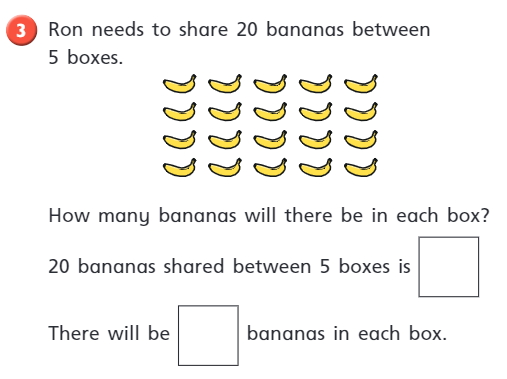 3 Ron needs to share 20 bananas between
5 boxes.
How many bananas will there be in each box?
20 bananas shared between 5 boxes is
There will be bananas in each box.